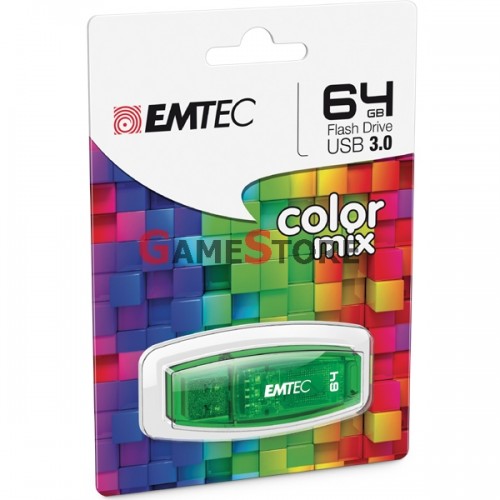 EMTEC
64
GB
Flash Drive
USB 3.0
color
mix
GAMESTORE
EMTEC 64